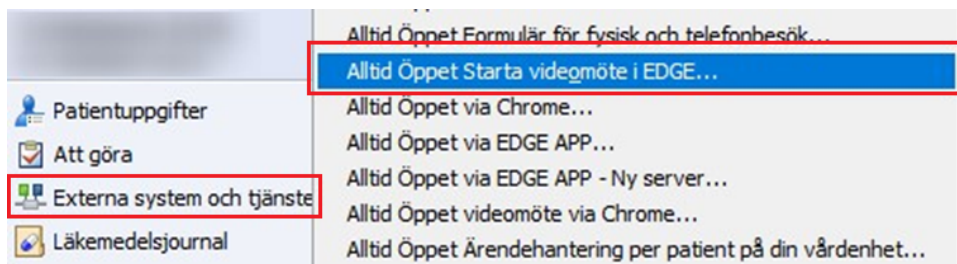 Patientuppgifter
Att göra
Externa system och tjänste
Läkemedelsjournal
Alltid Öppet Formulär för fysisk och telefonbesök...
Alltid Öppet Starta videomöte i EDGE...
Alltid Öppet via Chrome...
Alltid Öppet via EDGE APP...
Alltid Öppet via EDGE APP - Ny server...
Alltid Öppet videomöte via Chrome...
Alltid Öppet Ärendehantering per patient på din vårdenhet...